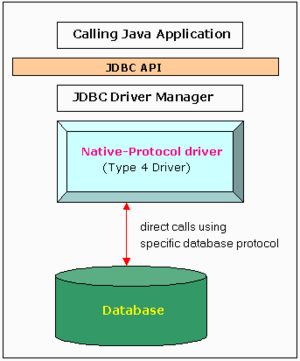 Calling Java Application
JDBC API
JDBC Driver Manager
Native-Protocol driver
(Type 4 Driver)
direct calls using
specific database protocol
Database